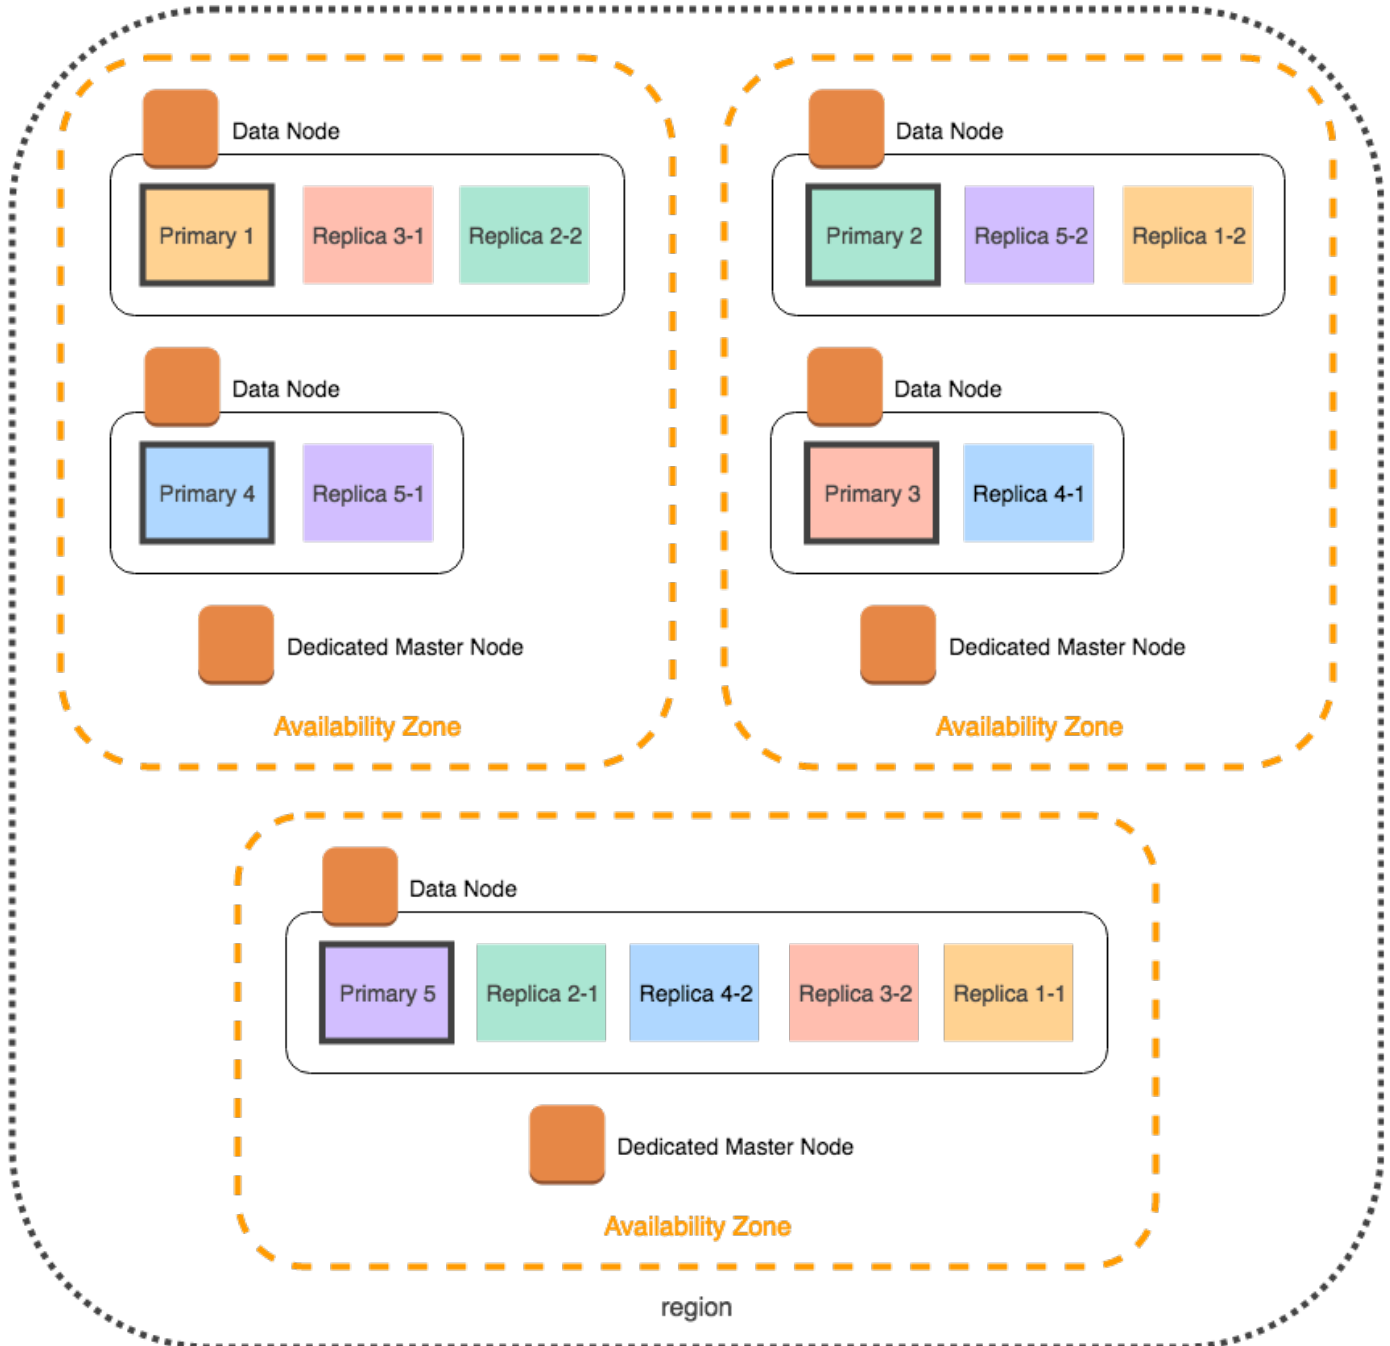 Data Node
Primary 1
Replica 3-1
Replica 2-2
Data Node
Primary 4
Replica 5-1
Dedicated Master Node
Availability Zone
Data Node
Primary 2
Replica 5-2
Replica 1-2
Data Node
Primary 3
Replica 4-1
Dedicated Master Node
Availability Zone
Data Node
Primary 5
Replica 2-1
Replica 4-2
Replica 3-2
Replica 1-1
Dedicated Master Node
Availability Zone
region